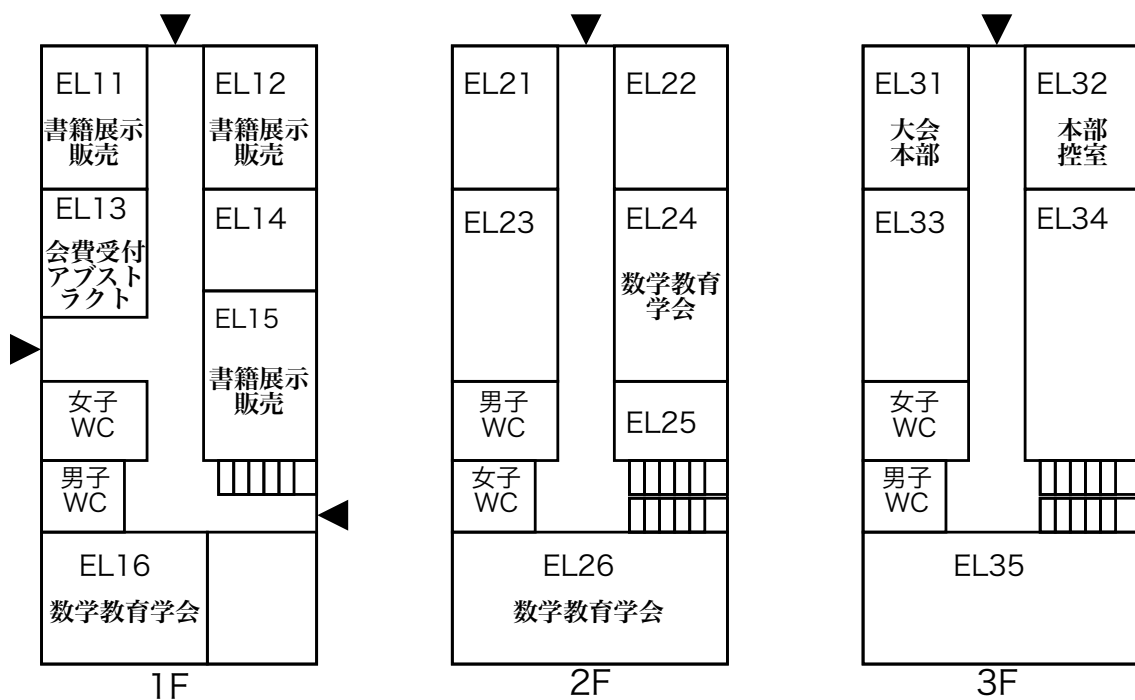 EL11
書籍展示
販売
EL12
書籍展示
販売
EL13
会費受付
アブスト
ラクト
EL14
EL15
書籍展示
販売
女子
WC
男子
WC
EL16
数学教育学会
1F
EL21
EL22
EL23
EL24
数学教育
学会
男子
WC
EL25
女子
WC
EL26
数学教育学会
2F
EL31
大会
本部
EL32
本部
控室
EL33
EL34
女子
WC
男子
WC
EL35
3F